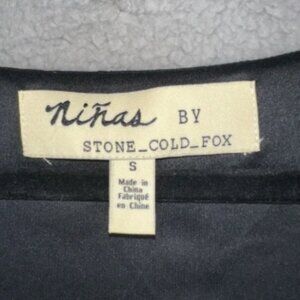 Niñas BY
STONE_COLD_FOX
S
Made in
China
Fabriqué
en Chine